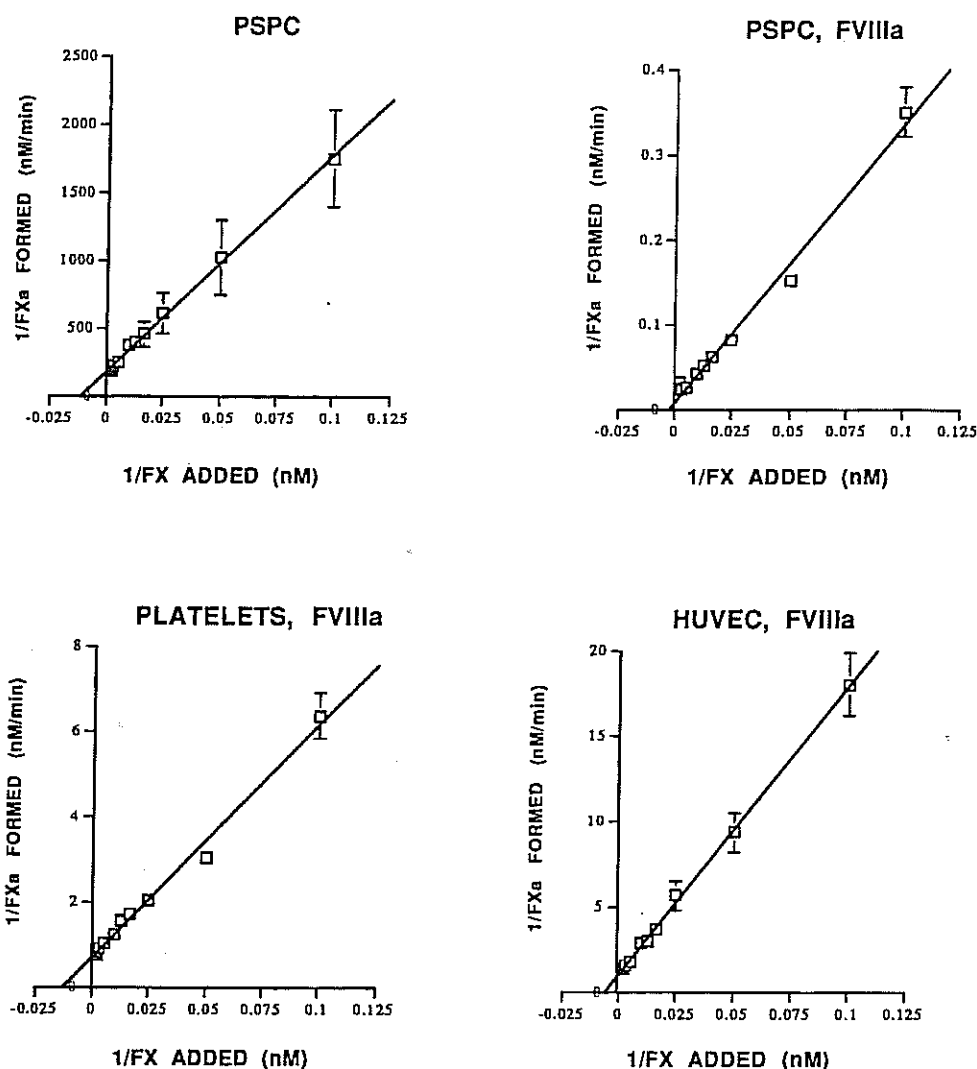 PSPC
1/FXa FORMED (nM/min)
2500
2000
1500
1000
500
0
-0.025 0 0.025 0.05 0.075 0.1 0.125
1/FX ADDED (nM)
PSPC, FVIIIa
1/FXa FORMED (nM/min)
0.4
0.3
0.2
0.1
0
-0.025 0 0.025 0.05 0.075 0.1 0.125
1/FX ADDED (nM)
PLATELETS, FVIIIa
1/FXa FORMED (nM/min)
8
6
4
2
0
-0.025 0 0.025 0.05 0.075 0.1 0.125
1/FX ADDED (nM)
HUVEC, FVIIIa
1/FXa FORMED (nM/min)
20
15
10
5
0
-0.025 0 0.025 0.05 0.075 0.1 0.125
1/FX ADDED (nM)